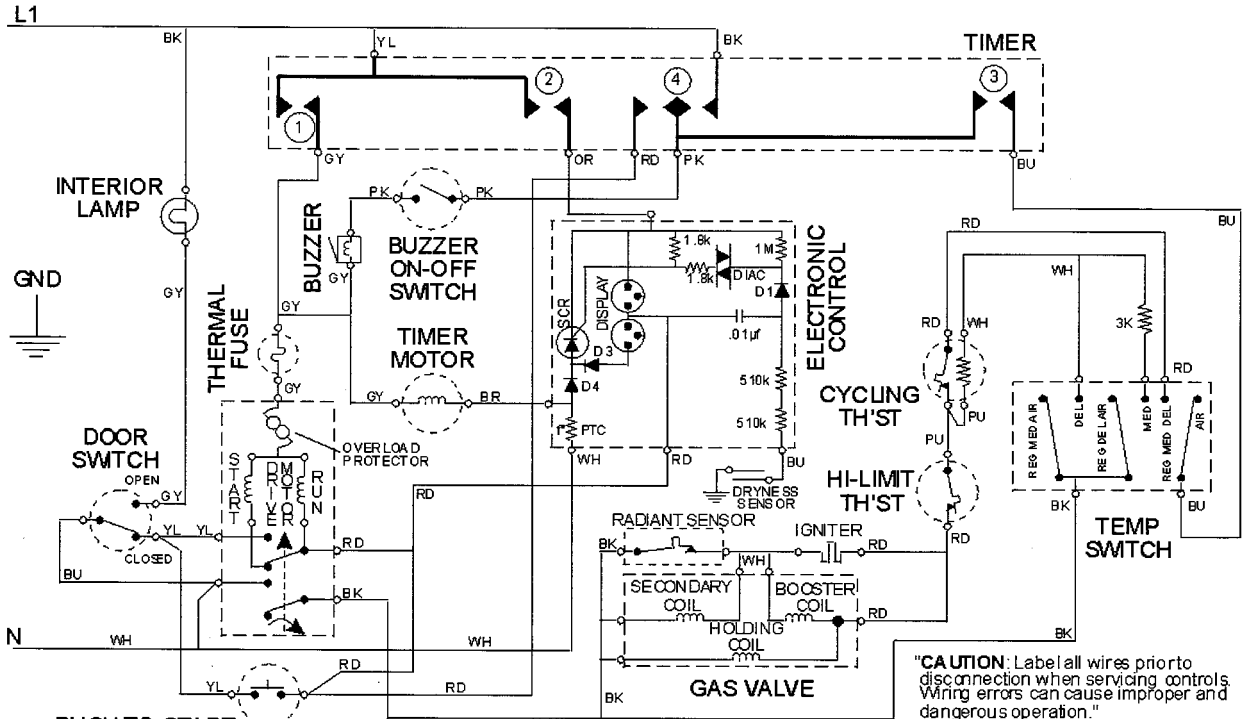 L1
BK
YL
BK
TIMER
2
4
3
1
GY
OR
RD
PK
BU
INTERIOR
LAMP
PK
PK
BUZZER
BUZZER
ON-OFF
SWITCH
GY
GY
GND
GY
THERMAL
FUSE
TIMER
MOTOR
GY
BR
GY
1.8k
1M
1.8k
DIAC
D1
SCR
DISPLAY
.01µf
D3
D4
510k
510k
PTC
ELECTRONIC
CONTROL
WH
RD
BU
DRYNESS
SENSOR
RD
WH
BU
RD
WH
3K
RD
CYCLING
TH'ST
PU
PU
HI-LIMIT
TH'ST
RD
REG MED AIR
DEL
REG DEL AIR
MED
REG MED DEL
AIR
BK
BU
TEMP
SWITCH
DOOR
SWITCH
OPEN
GY
CLOSED
YL
YL
BU
OVERLOAD
PROTECTOR
START
DRIVE
MOTOR
RUN
RD
RD
BK
RADIANT SENSOR
IGNITER
BK
RD
WH
SECONDARY
COIL
BOOSTER
COIL
RD
HOLDING
COIL
GAS VALVE
BK
BK
N
WH
WH
RD
YL
RD
"CAUTION: Label all wires prior to
disconnection when servicing controls.
Wiring errors can cause improper and
dangerous operation."